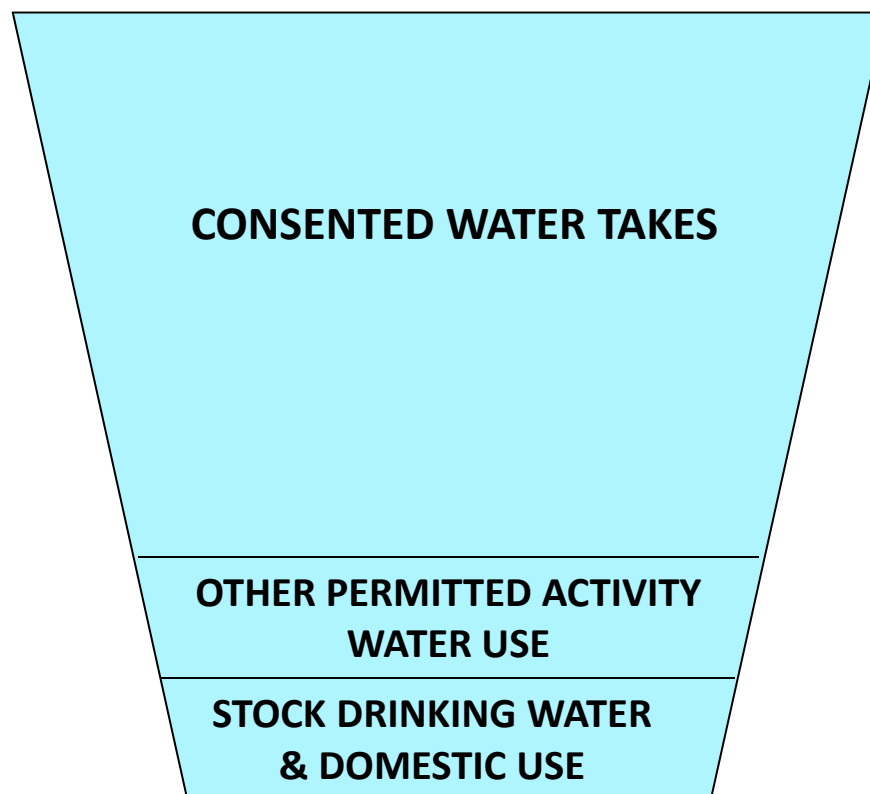 CONSENTED WATER TAKES
OTHER PERMITTED ACTIVITY
WATER USE
STOCK DRINKING WATER
& DOMESTIC USE